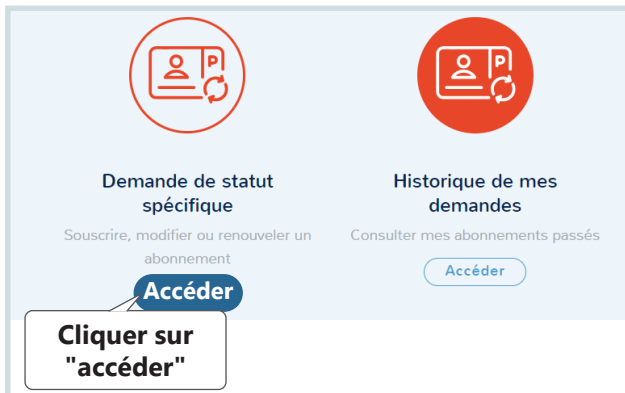 P
Demande de statut
spécifique
Souscrire, modifier ou renouveler un
abonnement
Accéder
Cliquer sur
"accéder"
P
Historique de mes
demandes
Consulter mes abonnements passés
Accéder